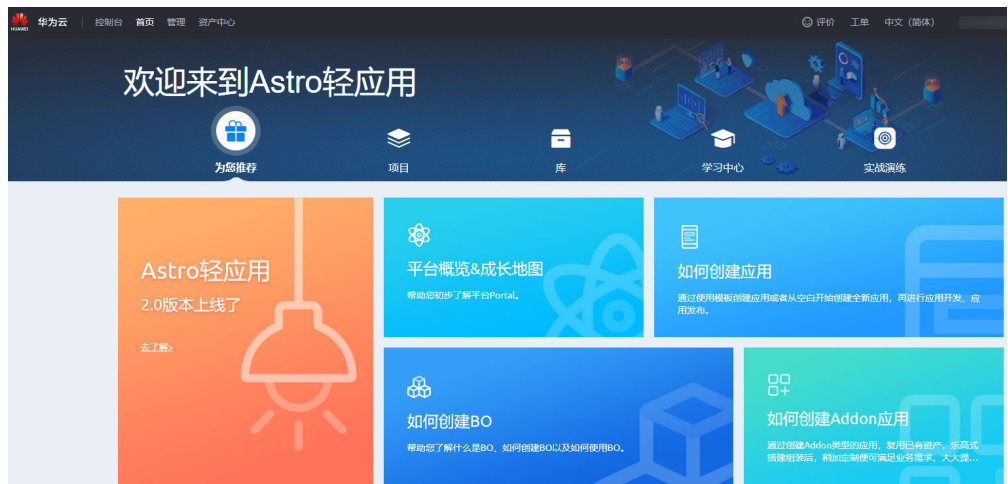 HUAWEI
华为云
控制台
首页
管理
资产中心
评价
工单
中文（简体）
欢迎来到Astro轻应用
为您推荐
项目
库
学习中心
实战演练
Astro轻应用
2.0版本上线了
去了解>
平台概览&成长地图
帮助您初步了解平台Portal。
如何创建应用
通过使用模板创建应用或者从空白开始创建全新应用，再进行应用开发、应
用发布。
如何创建BO
帮助您了解什么是BO、如何创建BO以及如何使用BO。
如何创建Addon应用
通过创建Addon类型的应用，复用已有资产，乐高式
搭建组装后，稍加定制便可满足业务需求，大大提...